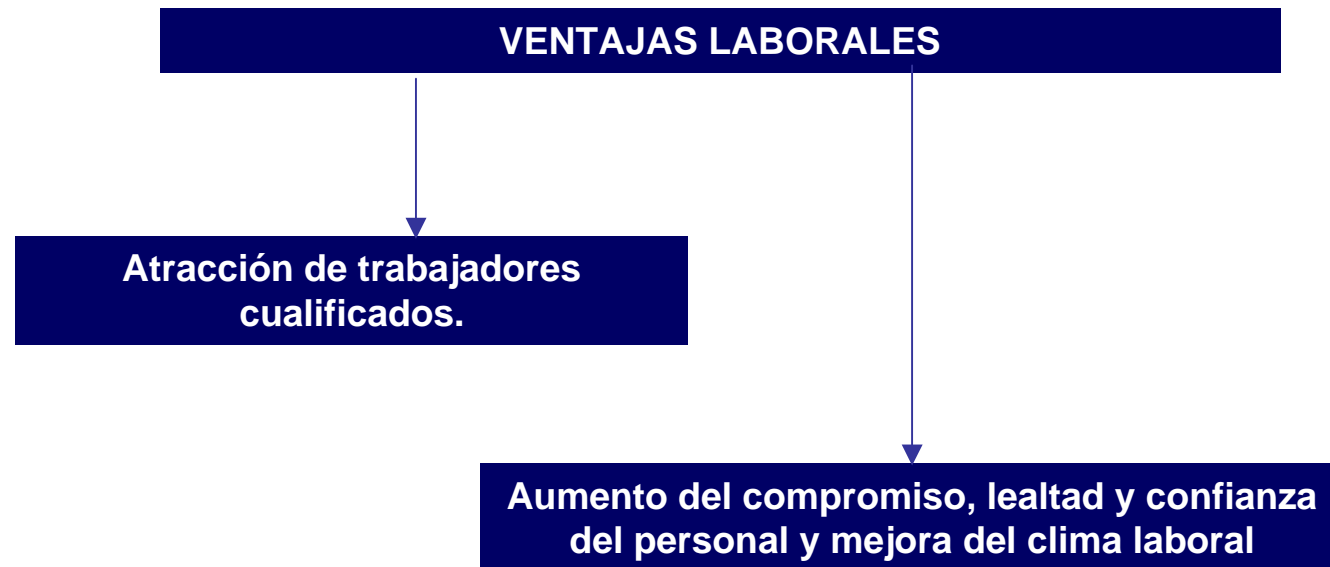 VENTAJAS LABORALES
Atracción de trabajadores
cualificados.
Aumento del compromiso, lealtad y confianza
del personal y mejora del clima laboral